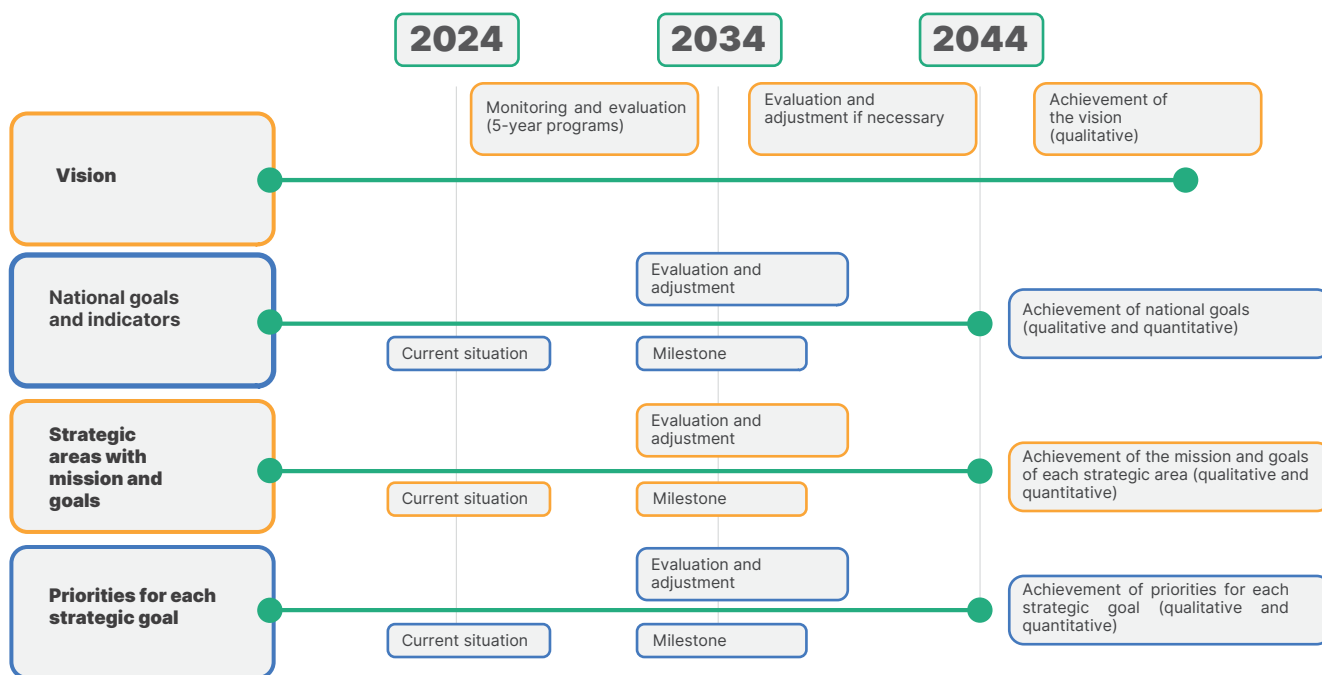 2024
2034
2044
Monitoring and evaluation
(5-year programs)
Evaluation and
adjustment if necessary
Achievement of
the vision
(qualitative)
Vision
National goals
and indicators
Evaluation and
adjustment
Current situation
Milestone
Achievement of national goals
(qualitative and quantitative)
Strategic
areas with
mission and
goals
Evaluation and
adjustment
Current situation
Milestone
Achievement of the mission and goals
of each strategic area (qualitative and
quantitative)
Priorities for each
strategic goal
Evaluation and
adjustment
Current situation
Milestone
Achievement of priorities for each
strategic goal (qualitative and
quantitative)